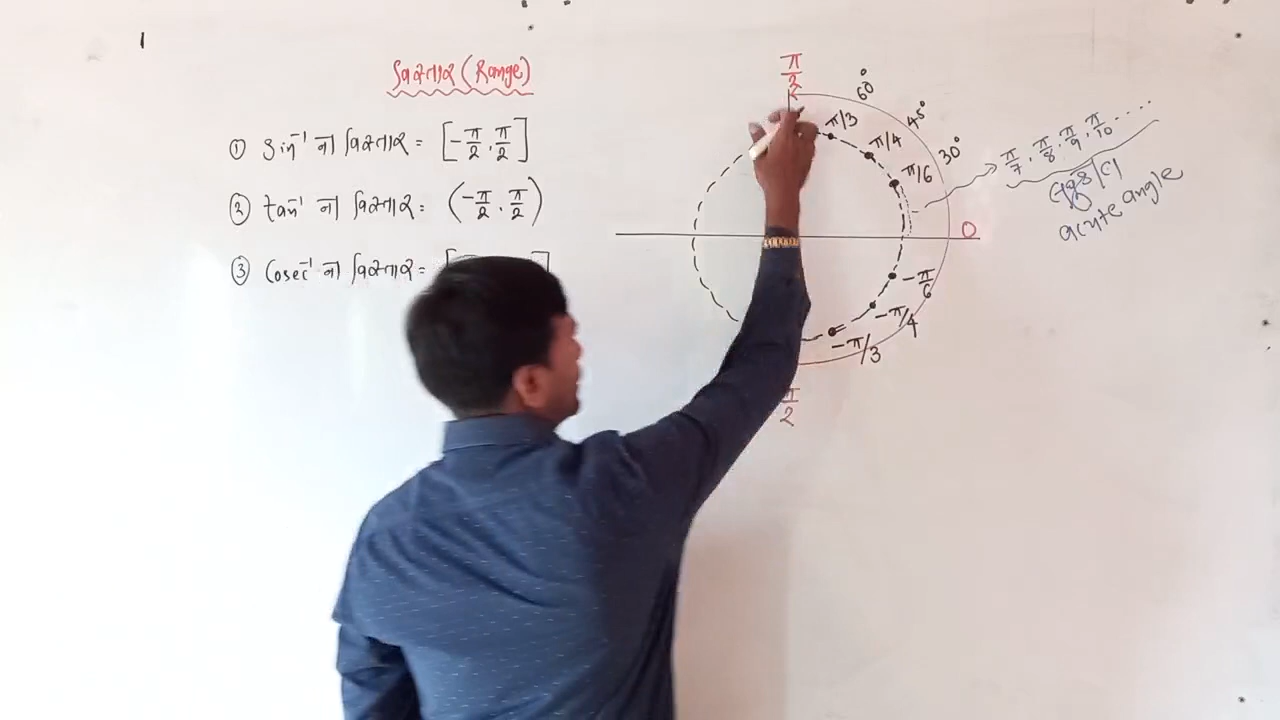 વિસ્તાર (Range)
① sin⁻¹ નો વિસ્તાર = [-π/2, π/2]
② tan⁻¹ નો વિસ્તાર = (-π/2, π/2)
③ cosec⁻¹ નો વિસ્તાર = [
π/2
60°
45°
30°
π/3
π/4
π/6
0
-π/6
-π/4
-π/3
π/2
π/7, π/8, π/9, π/10 ....
acute angle